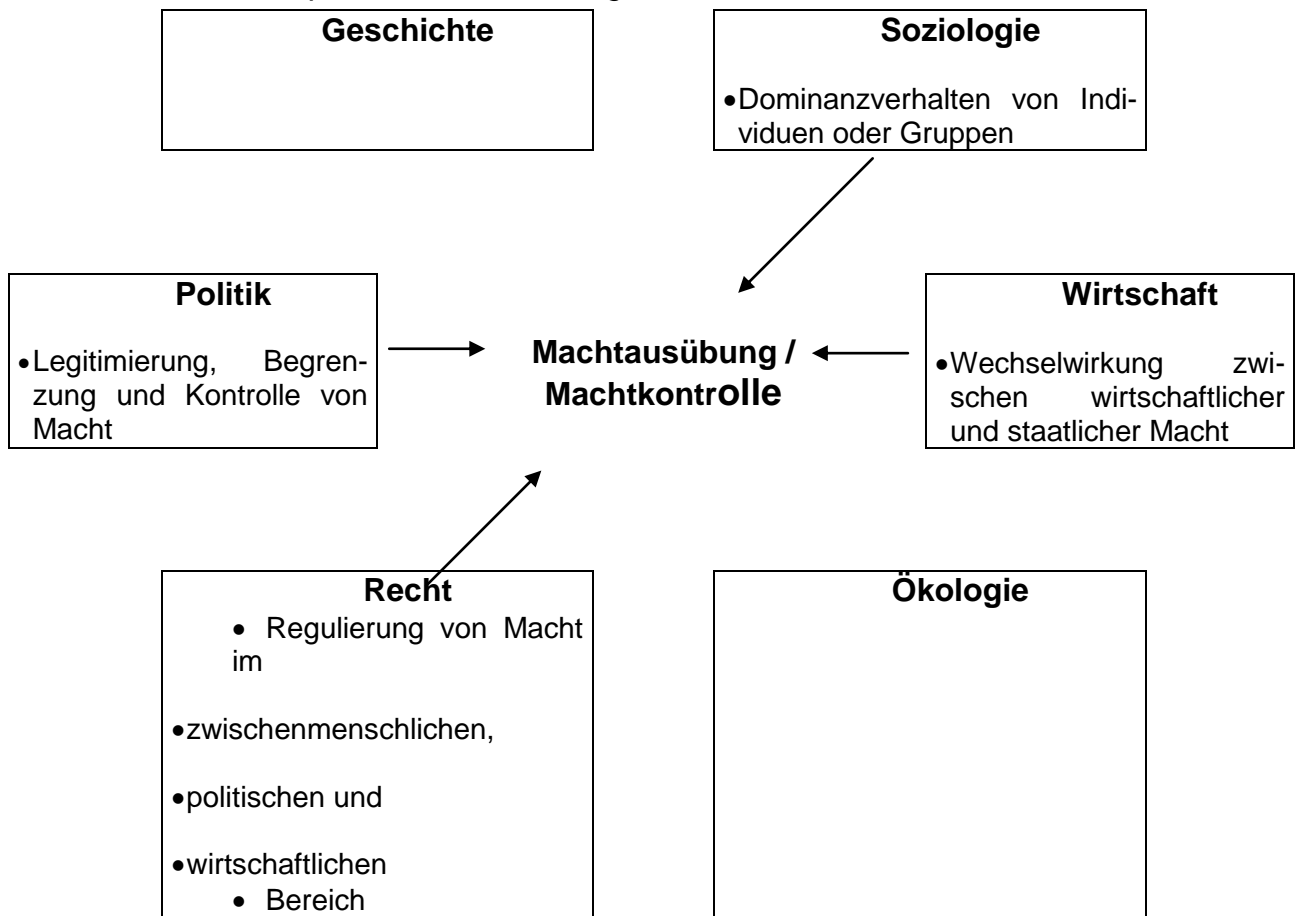 Geschichte
Soziologie
•Dominanzverhalten von Indi-
viduen oder Gruppen
Politik
•Legitimierung, Begren-
zung und Kontrolle von
Macht
Machtausübung /
Machtkontrolle
Wirtschaft
•Wechselwirkung zwi-
schen wirtschaftlicher
und staatlicher Macht
Recht
• Regulierung von Macht
im
•zwischenmenschlichen,
•politischen und
•wirtschaftlichen
• Bereich
Ökologie